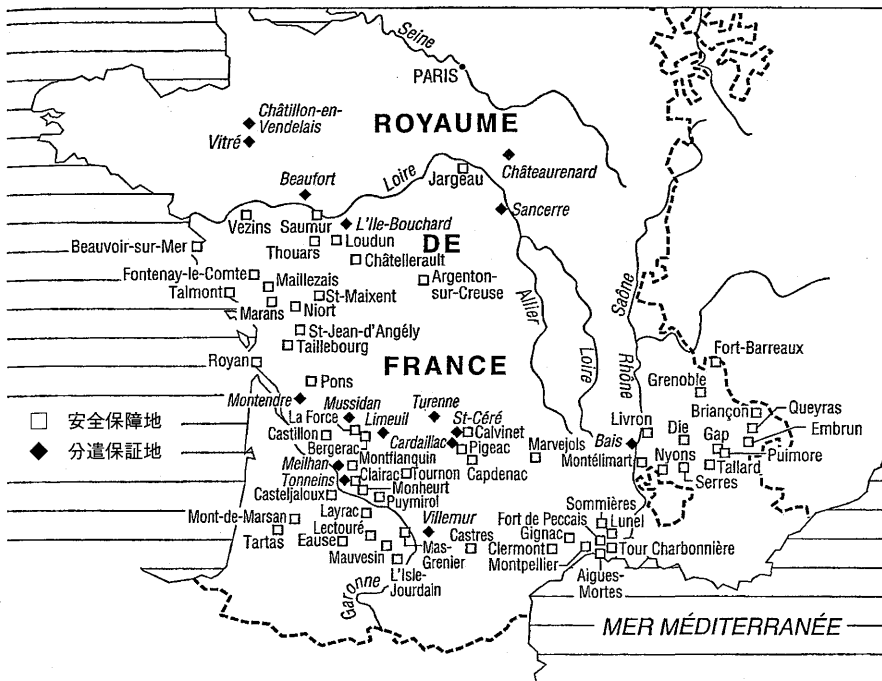 Seine
PARIS
Châtillon-en-
Vendelais
Vitré
ROYAUME
Beaufort
Loire
Jargeau
Châteaurenard
Vezins
Saumur
L'Ile-Bouchard
Sancerre
Beauvoir-sur-Mer
Thouars
Loudun
DE
Châtellerault
Fontenay-le-Comte
Maillezais
Argenton-
sur-Creuse
Talmont
St-Maixent
Marans
Niort
Allier
Saône
St-Jean-d'Angély
Taillebourg
Loire
Rhône
Royan
FRANCE
Fort-Barreaux
Grenoble
Pons
Montendre
Mussidan
Turenne
Briançon
Queyras
La Force
Limeuil
St-Céré
Livron
Die
Embrun
Castillon
Cardaillac
Calvinet
Bais
Gap
Bergerac
Pigeac
Marvejols
Montélimart
Nyons
Puimore
Meilhan
Montflanquin
Capdenac
Tallard
Clairac
Tournon
Serres
Tonneins
Monheurt
Casteljaloux
Puymirol
Sommières
Layrac
Villemur
Fort de Peccais
Lunel
Mont-de-Marsan
Lectouré
Castres
Gignac
Tartas
Eause
Mas-
Grenier
Clermont
Tour Charbonnière
Mauvesin
Montpellier
L'Isle-
Jourdain
Aigues-
Mortes
Garonne
MER MÉDITERRANÉE
□ 安全保障地
◆ 分遣保証地